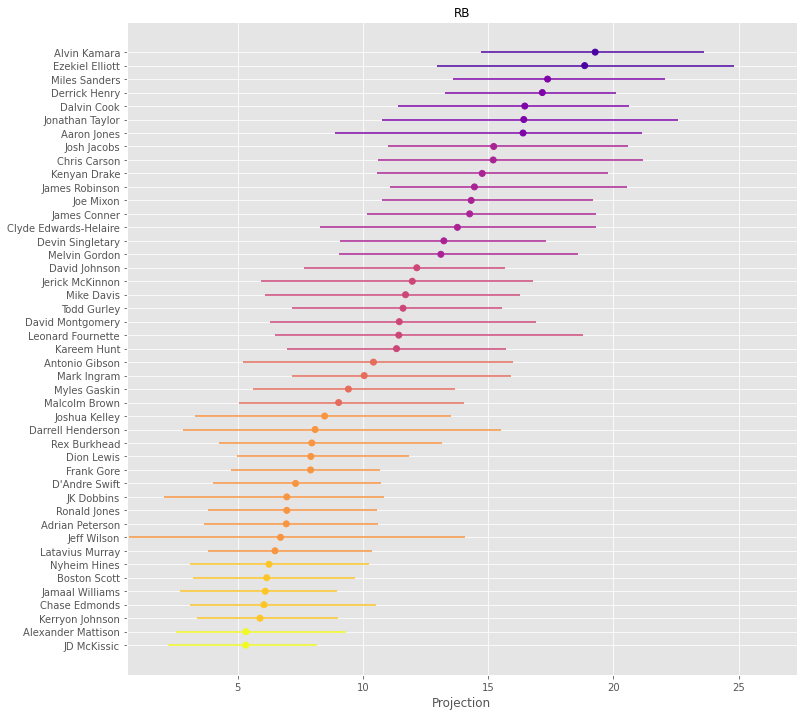 RB
Alvin Kamara
Ezekiel Elliott
Miles Sanders
Derrick Henry
Dalvin Cook
Jonathan Taylor
Aaron Jones
Josh Jacobs
Chris Carson
Kenyan Drake
James Robinson
Joe Mixon
James Conner
Clyde Edwards-Helaire
Devin Singletary
Melvin Gordon
David Johnson
Jerick McKinnon
Mike Davis
Todd Gurley
David Montgomery
Leonard Fournette
Kareem Hunt
Antonio Gibson
Mark Ingram
Myles Gaskin
Malcolm Brown
Joshua Kelley
Darrell Henderson
Rex Burkhead
Dion Lewis
Frank Gore
D'Andre Swift
JK Dobbins
Ronald Jones
Adrian Peterson
Jeff Wilson
Latavius Murray
Nyheim Hines
Boston Scott
Jamaal Williams
Chase Edmonds
Kerryon Johnson
Alexander Mattison
JD McKissic
5 10 15 20 25
Projection